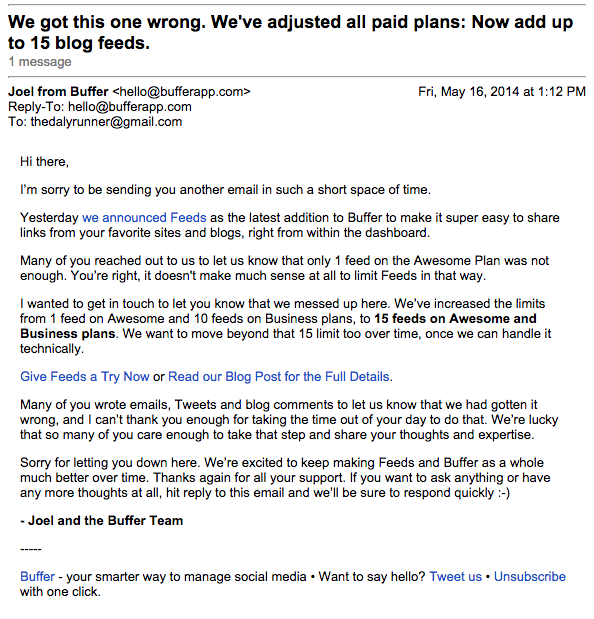 We got this one wrong. We've adjusted all paid plans: Now add up
to 15 blog feeds.
1 message
Joel from Buffer <hello@bufferapp.com> Fri, May 16, 2014 at 1:12 PM
Reply-To: hello@bufferapp.com
To: thedalyrunner@gmail.com
Hi there,
I'm sorry to be sending you another email in such a short space of time.
Yesterday we announced Feeds as the latest addition to Buffer to make it super easy to share
links from your favorite sites and blogs, right from within the dashboard.
Many of you reached out to us to let us know that only 1 feed on the Awesome Plan was not
enough. You're right, it doesn't make much sense at all to limit Feeds in that way.
I wanted to get in touch to let you know that we messed up here. We've increased the limits
from 1 feed on Awesome and 10 feeds on Business plans, to 15 feeds on Awesome and
Business plans. We want to move beyond that 15 limit too over time, once we can handle it
technically.
Give Feeds a Try Now or Read our Blog Post for the Full Details.
Many of you wrote emails, Tweets and blog comments to let us know that we had gotten it
wrong, and I can't thank you enough for taking the time out of your day to do that. We're lucky
that so many of you care enough to take that step and share your thoughts and expertise.
Sorry for letting you down here. We're excited to keep making Feeds and Buffer as a whole
much better over time. Thanks again for all your support. If you want to ask anything or have
any more thoughts at all, hit reply to this email and we'll be sure to respond quickly :-)
- Joel and the Buffer Team
-----
Buffer - your smarter way to manage social media • Want to say hello? Tweet us • Unsubscribe
with one click.